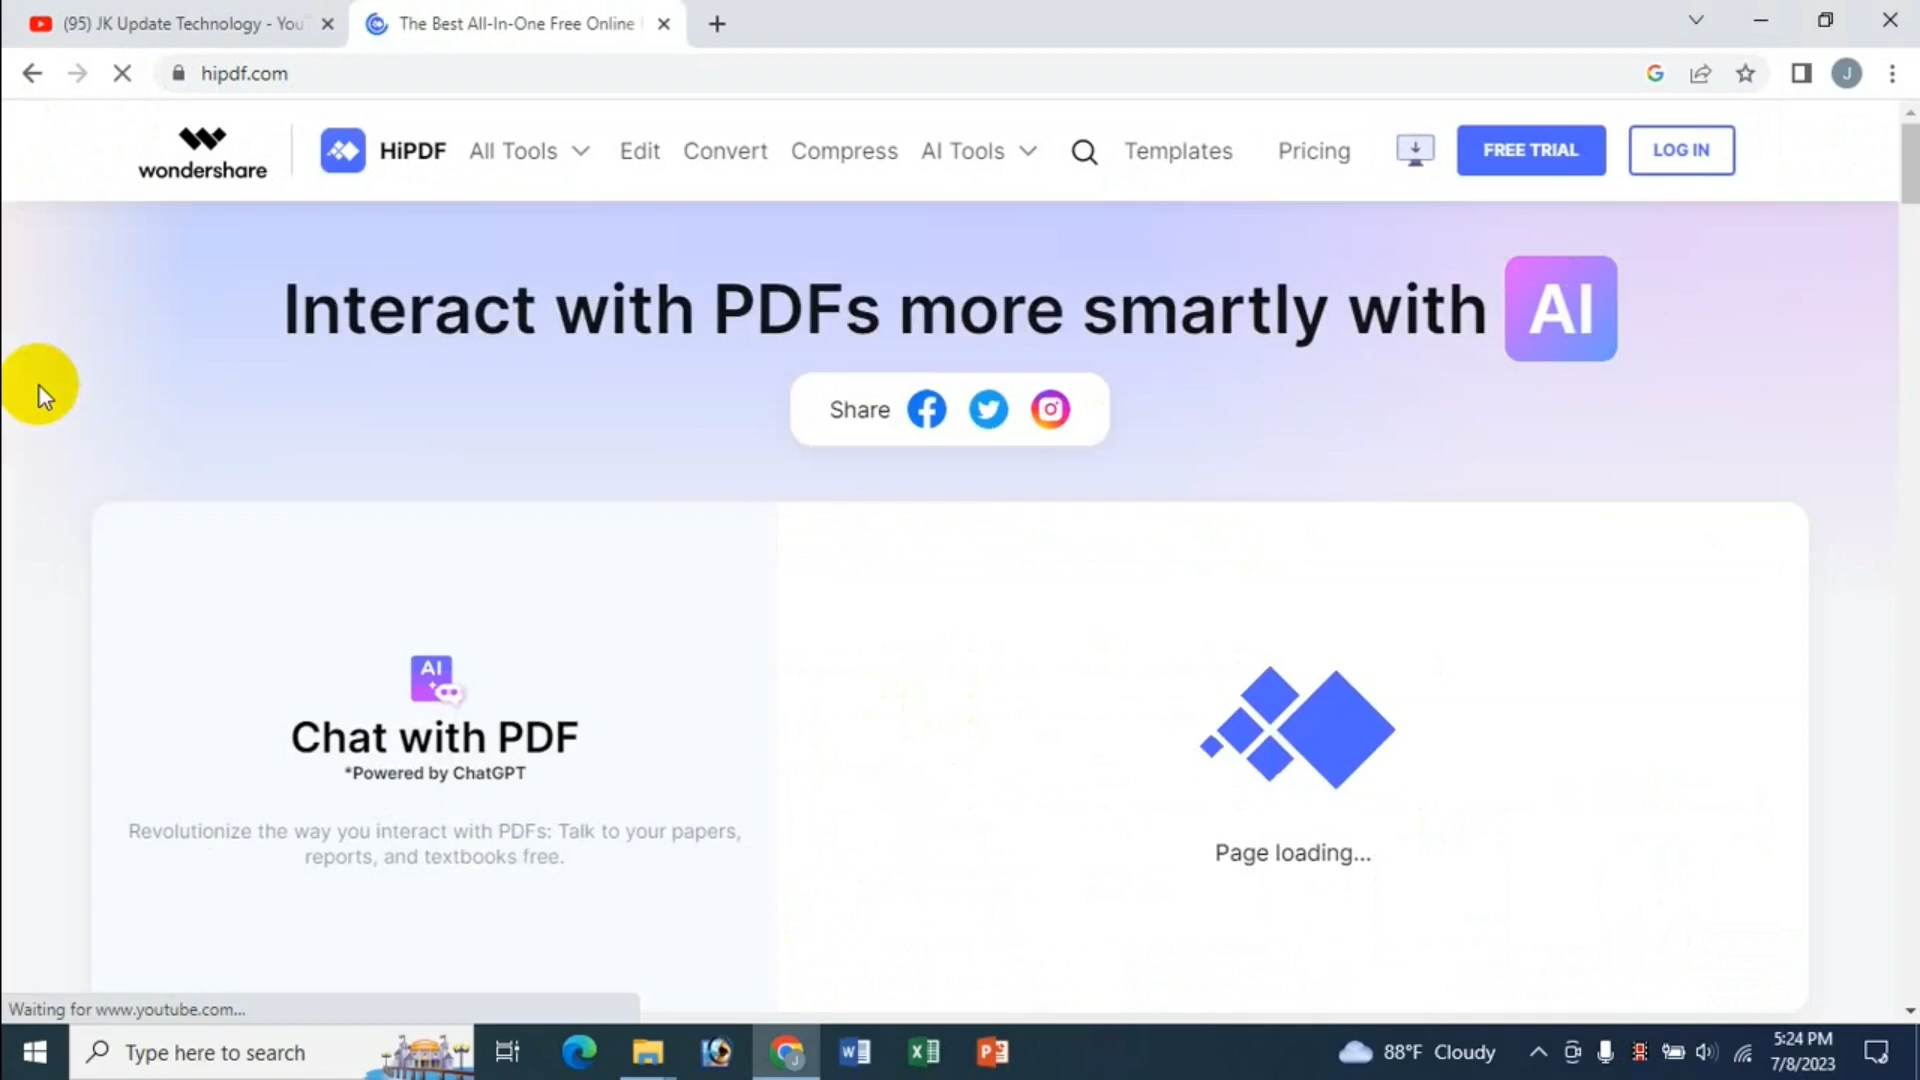 (95) JK Update Technology - You
The Best All-In-One Free Online
hipdf.com
J
wondershare
HiPDF
All Tools
Edit
Convert
Compress
AI Tools
Templates
Pricing
FREE TRIAL
LOG IN
Interact with PDFs more smartly with AI
Share
AI
Chat with PDF
*Powered by ChatGPT
Revolutionize the way you interact with PDFs: Talk to your papers,
reports, and textbooks free.
Page loading...
Waiting for www.youtube.com...
Type here to search
88°F Cloudy
5:24 PM
7/8/2023